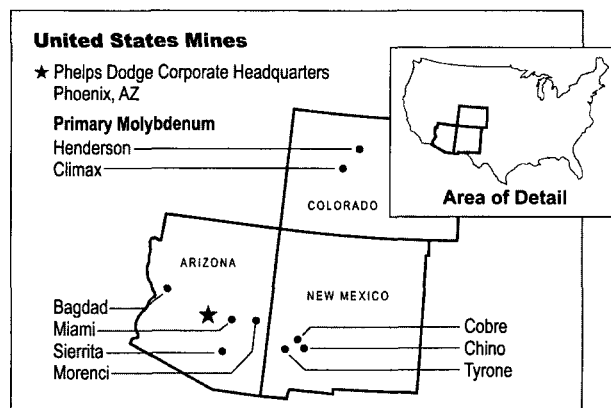 United States Mines
★ Phelps Dodge Corporate Headquarters
Phoenix, AZ
Primary Molybdenum
Henderson
Climax
COLORADO
Area of Detail
ARIZONA
NEW MEXICO
Bagdad
Miami
Sierrita
Morenci
Cobre
Chino
Tyrone